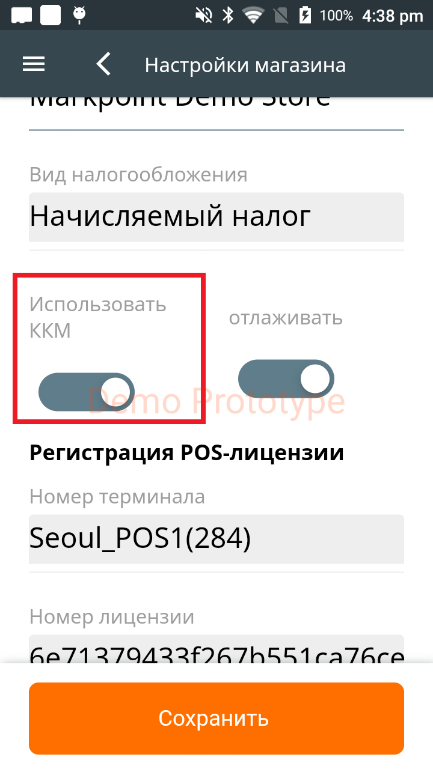 100% 4:38 pm
Настройки магазина
Markpoint Demo Store
Вид налогообложения
Начисляемый налог
Использовать
ККМ
отлаживать
Demo Prototype
Регистрация POS-лицензии
Номер терминала
Seoul_POS1(284)
Номер лицензии
6e71379433f267b551ca76ce
Сохранить